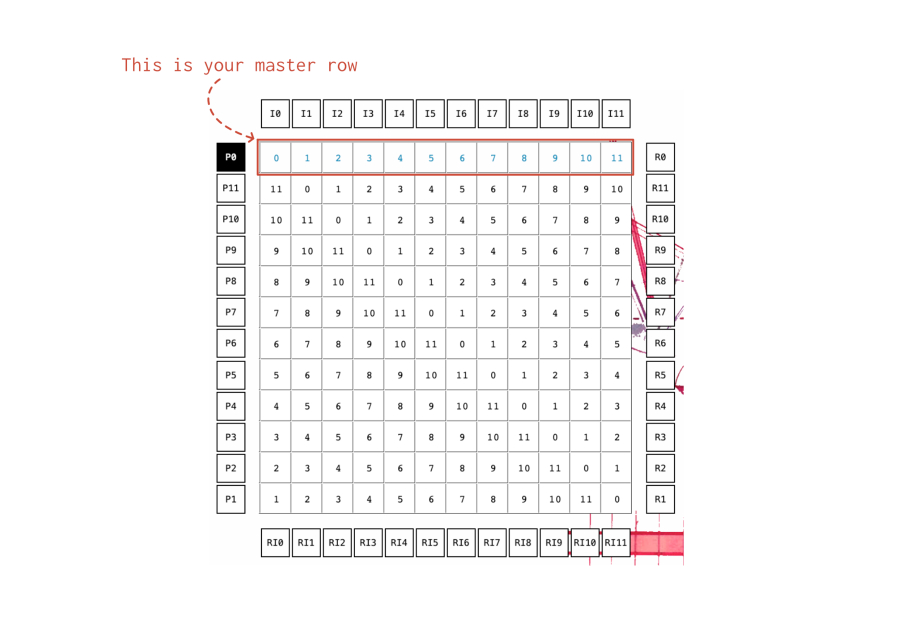 This is your master row
I0 I1 I2 I3 I4 I5 I6 I7 I8 I9 I10 I11
P0 0 1 2 3 4 5 6 7 8 9 10 11 R0
P11 11 0 1 2 3 4 5 6 7 8 9 10 R11
P10 10 11 0 1 2 3 4 5 6 7 8 9 R10
P9 9 10 11 0 1 2 3 4 5 6 7 8 R9
P8 8 9 10 11 0 1 2 3 4 5 6 7 R8
P7 7 8 9 10 11 0 1 2 3 4 5 6 R7
P6 6 7 8 9 10 11 0 1 2 3 4 5 R6
P5 5 6 7 8 9 10 11 0 1 2 3 4 R5
P4 4 5 6 7 8 9 10 11 0 1 2 3 R4
P3 3 4 5 6 7 8 9 10 11 0 1 2 R3
P2 2 3 4 5 6 7 8 9 10 11 0 1 R2
P1 1 2 3 4 5 6 7 8 9 10 11 0 R1
RI0 RI1 RI2 RI3 RI4 RI5 RI6 RI7 RI8 RI9 RI10 RI11